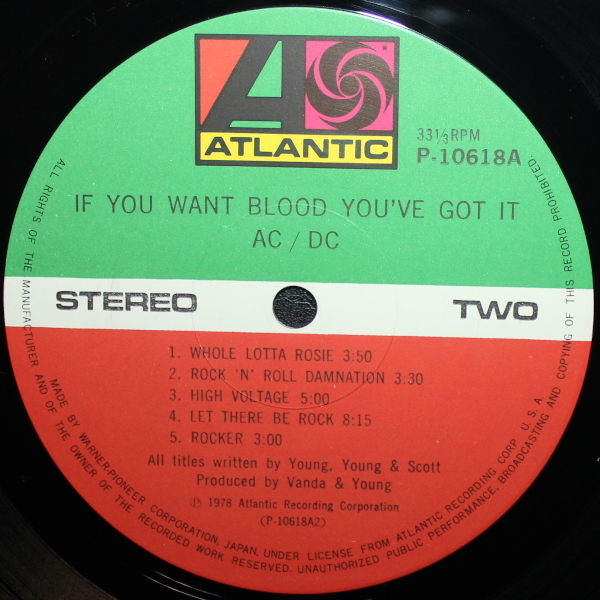 ATLANTIC
33 1/3 RPM
P-10618A
IF YOU WANT BLOOD YOU'VE GOT IT
AC / DC
STEREO
TWO
1. WHOLE LOTTA ROSIE 3:50
2. ROCK 'N' ROLL DAMNATION 3:30
3. HIGH VOLTAGE 5:00
4. LET THERE BE ROCK 8:15
5. ROCKER 3:00
All titles written by Young, Young & Scott
Produced by Vanda & Young
Ⓟ 1978 Atlantic Recording Corporation
(P-10618A2)
MADE BY WARNER-PIONEER CORPORATION, JAPAN, UNDER LICENSE FROM ATLANTIC RECORDING CORP. U.S.A.
ALL RIGHTS OF THE MANUFACTURER AND OF THE OWNER OF THE RECORDED WORK RESERVED. UNAUTHORIZED PUBLIC PERFORMANCE, BROADCASTING AND COPYING OF THIS RECORD PROHIBITED.